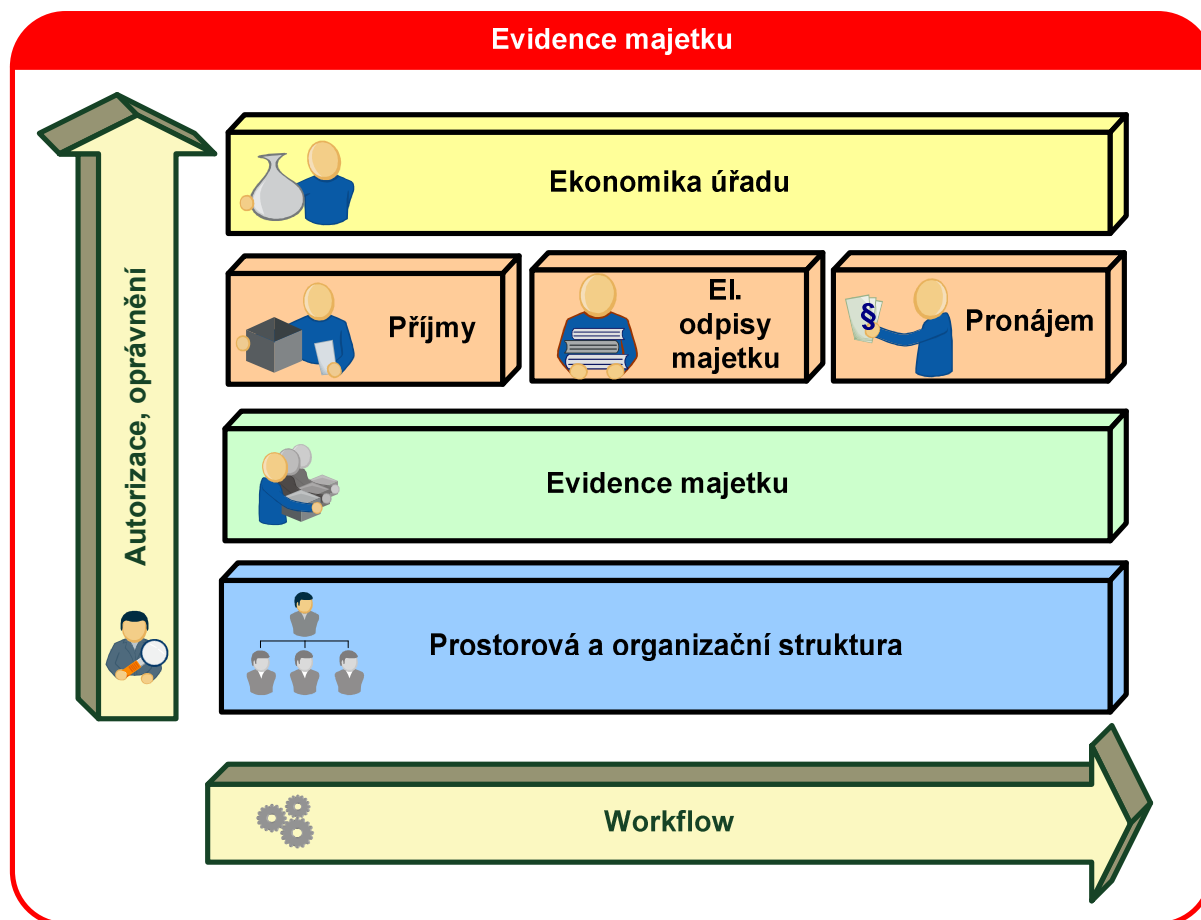 Evidence majetku
Ekonomika úřadu
Příjmy
El.
odpisy
majetku
§
Pronájem
Autorizace, oprávnění
Evidence majetku
Prostorová a organizační struktura
Workflow